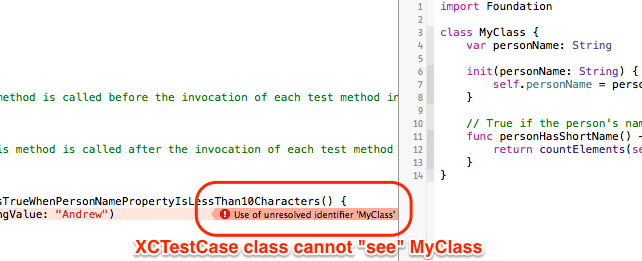 method is called before the invocation of each test method in
is method is called after the invocation of each test method
sTrueWhenPersonNamePropertyIsLessThan10Characters() {
ngValue: "Andrew")
Use of unresolved identifier 'MyClass'
1 import Foundation
2
3 class MyClass {
4 var personName: String
5
6 init(personName: String) {
7 self.personName = perso
8 }
9
10 // True if the person's nam
11 func personHasShortName() -
12 return countElements(se
13 }
14 }
XCTestCase class cannot "see" MyClass